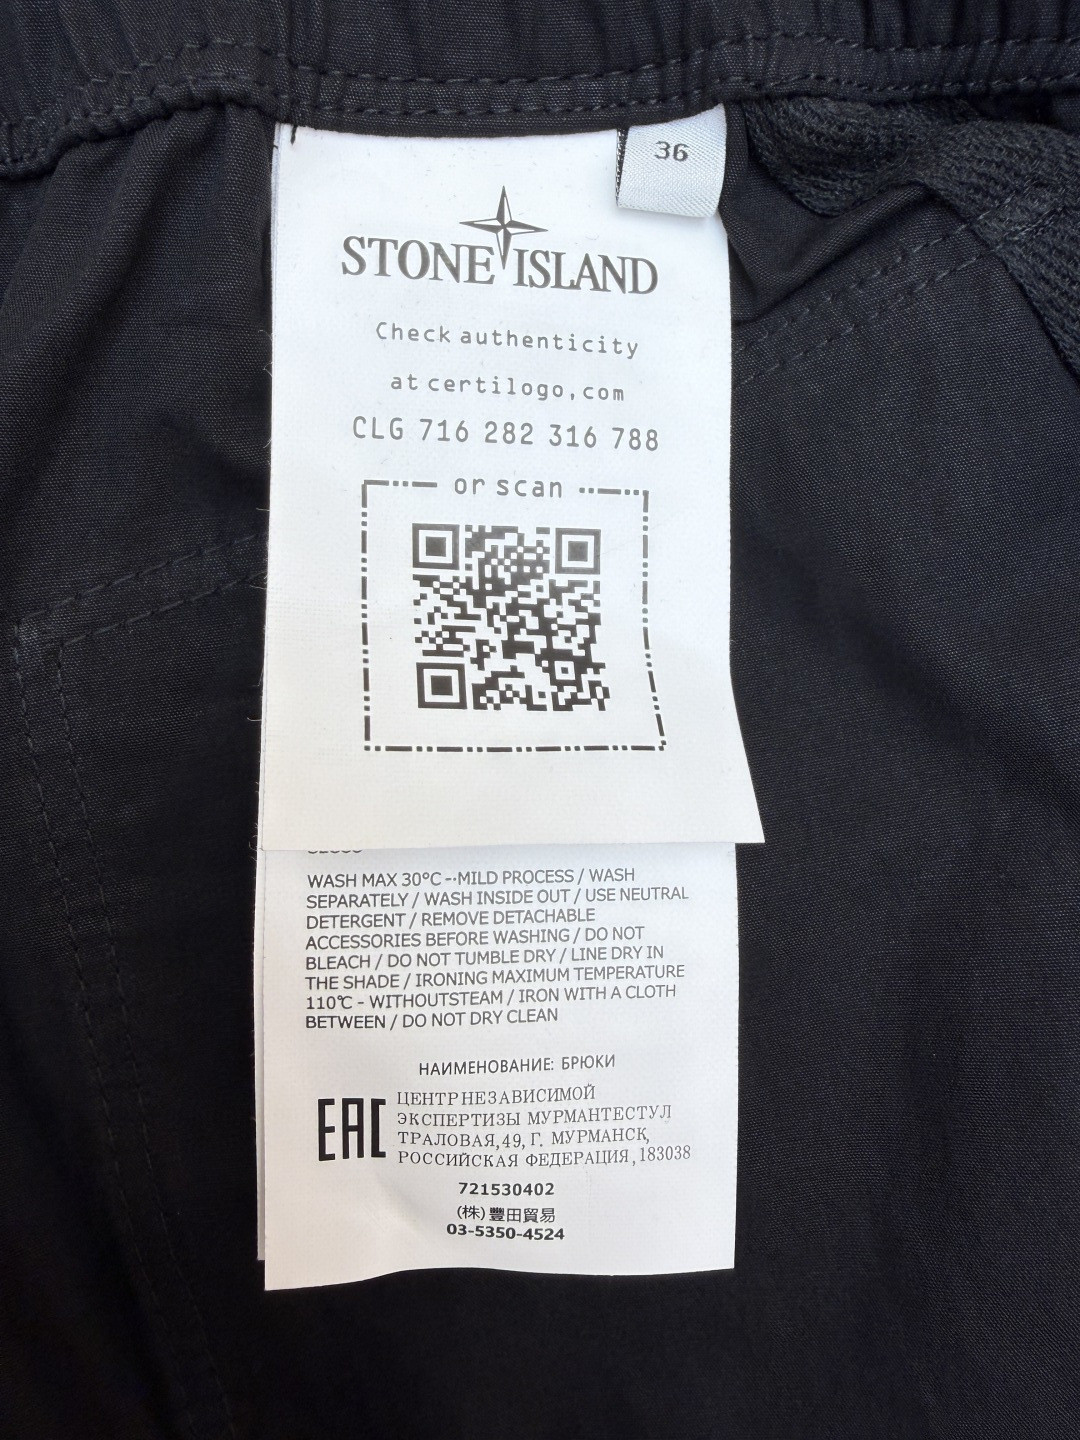 36
STONE ISLAND
Check authenticity
at certilogo,com
CLG 716 282 316 788
or scan
WASH MAX 30°C -·MILD PROCESS / WASH
SEPARATELY / WASH INSIDE OUT / USE NEUTRAL
DETERGENT / REMOVE DETACHABLE
ACCESSORIES BEFORE WASHING / DO NOT
BLEACH / DO NOT TUMBLE DRY / LINE DRY IN
THE SHADE / IRONING MAXIMUM TEMPERATURE
110℃ - WITHOUTSTEAM / IRON WITH A CLOTH
BETWEEN / DO NOT DRY CLEAN
НАИМЕНОВАНИЕ: БРЮКИ
EAC
ЦЕНТРНЕЗАВИСИМОЙ
ЭКСПЕРТИЗЫ МУРМАНТЕСТУЛ
ТРАЛОВАЯ,49, Г. МУРМАНСК,
РОССИЙСКАЯ ФЕДЕРАЦИЯ,183038
721530402
(株)豐田貿易
03-5350-4524